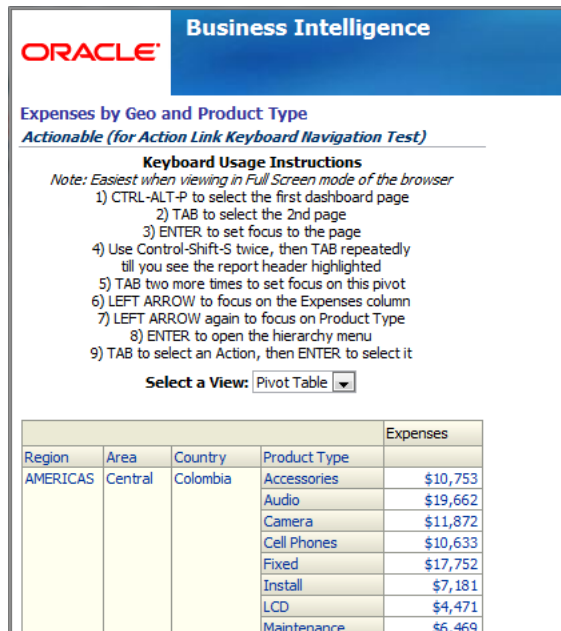 Business Intelligence
ORACLE
Expenses by Geo and Product Type
Actionable (for Action Link Keyboard Navigation Test)
Keyboard Usage Instructions
Note: Easiest when viewing in Full Screen mode of the browser
1) CTRL-ALT-P to select the first dashboard page
2) TAB to select the 2nd page
3) ENTER to set focus to the page
4) Use Control-Shift-S twice, then TAB repeatedly
till you see the report header highlighted
5) TAB two more times to set focus on this pivot
6) LEFT ARROW to focus on the Expenses column
7) LEFT ARROW again to focus on Product Type
8) ENTER to open the hierarchy menu
9) TAB to select an Action, then ENTER to select it
Select a View: Pivot Table
Expenses
Region Area Country Product Type
AMERICAS Central Colombia Accessories $10,753
Audio $19,662
Camera $11,872
Cell Phones $10,633
Fixed $17,752
Install $7,181
LCD $4,471
Maintenance $6,469